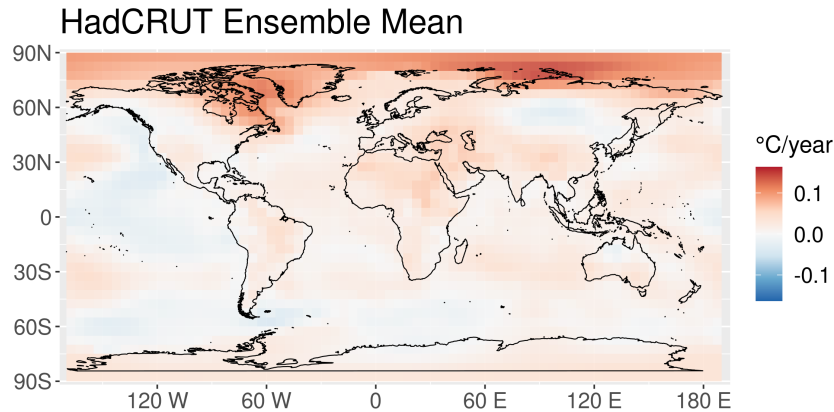 HadCRUT Ensemble Mean
90N
60N
30N
0
30S
60S
90S
120 W
60 W
0
60 E
120 E
180 E
°C/year
0.1
0.0
-0.1